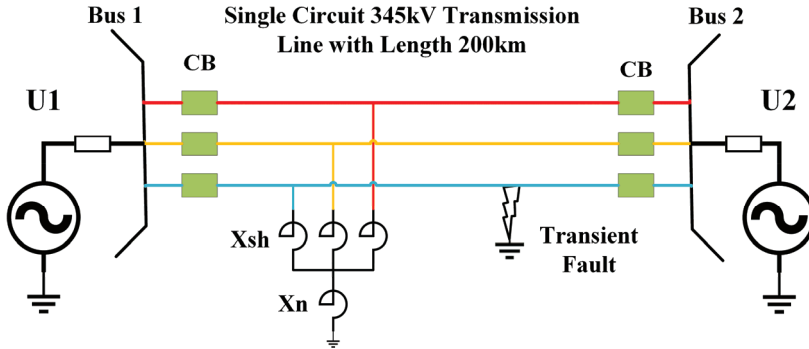 Bus 1
Single Circuit 345kV Transmission
Line with Length 200km
Bus 2
CB
CB
U1
U2
Xsh
Transient
Fault
Xn